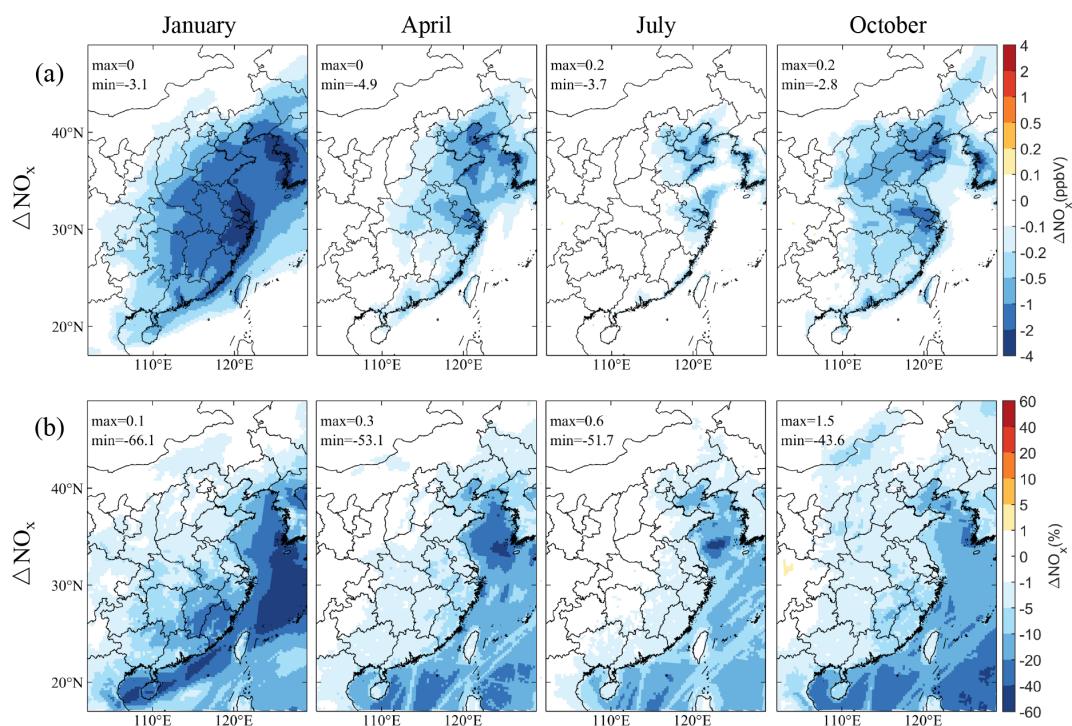 January April July October
(a)
△NOₓ
max=0
min=-3.1
max=0
min=-4.9
max=0.2
min=-3.7
max=0.2
min=-2.8
40°N
30°N
20°N
110°E 120°E 110°E 120°E 110°E 120°E 110°E 120°E
4
2
1
0.5
0.2
0.1
0
-0.1
-0.2
-0.5
-1
-2
-4
ΔNOₓ(ppbV)
(b)
△NOₓ
max=0.1
min=-66.1
max=0.3
min=-53.1
max=0.6
min=-51.7
max=1.5
min=-43.6
40°N
30°N
20°N
110°E 120°E 110°E 120°E 110°E 120°E 110°E 120°E
60
40
20
10
5
1
0
-1
-5
-10
-20
-40
-60
ΔNOₓ(%)